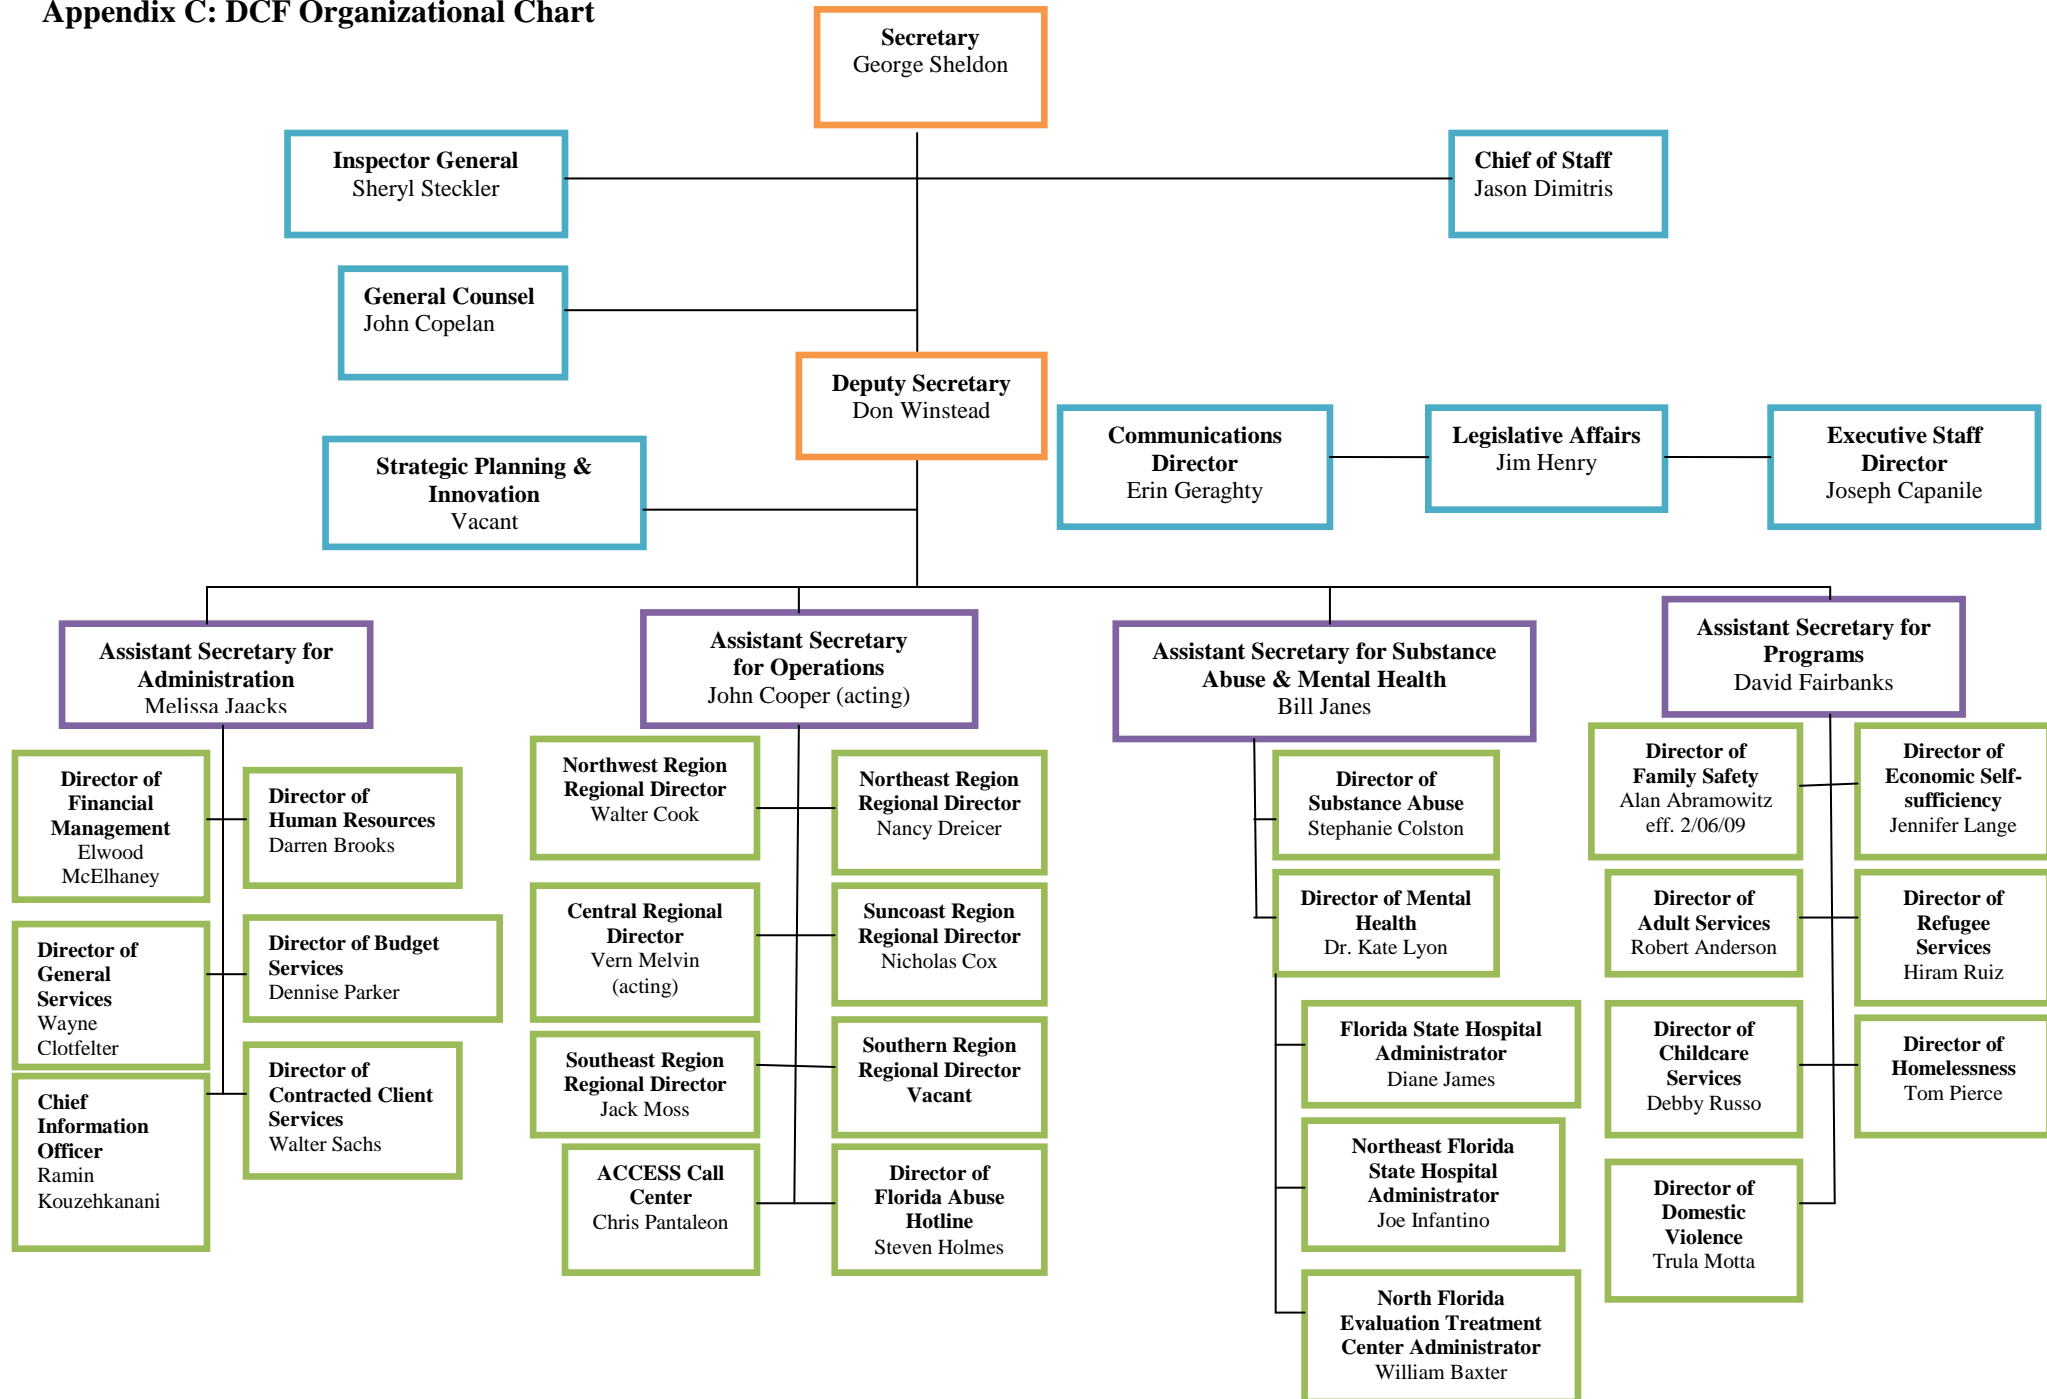 Appendix C: DCF Organizational Chart
Secretary
George Sheldon
Inspector General
Sheryl Steckler
Chief of Staff
Jason Dimitris
General Counsel
John Copelan
Deputy Secretary
Don Winstead
Communications
Director
Erin Geraghty
Legislative Affairs
Jim Henry
Executive Staff
Director
Joseph Capanile
Strategic Planning &
Innovation
Vacant
Assistant Secretary for
Administration
Melissa Jaacks
Assistant Secretary
for Operations
John Cooper (acting)
Assistant Secretary for Substance
Abuse & Mental Health
Bill Janes
Assistant Secretary for
Programs
David Fairbanks
Director of
Financial
Management
Elwood
McElhaney
Director of
Human Resources
Darren Brooks
Director of
General
Services
Wayne
Clotfelter
Director of Budget
Services
Dennise Parker
Chief
Information
Officer
Ramin
Kouzehkanani
Director of
Contracted Client
Services
Walter Sachs
Northwest Region
Regional Director
Walter Cook
Northeast Region
Regional Director
Nancy Dreicer
Central Regional
Director
Vern Melvin
(acting)
Suncoast Region
Regional Director
Nicholas Cox
Southeast Region
Regional Director
Jack Moss
Southern Region
Regional Director
Vacant
ACCESS Call
Center
Chris Pantaleon
Director of
Florida Abuse
Hotline
Steven Holmes
Director of
Substance Abuse
Stephanie Colston
Director of Mental
Health
Dr. Kate Lyon
Florida State Hospital
Administrator
Diane James
Northeast Florida
State Hospital
Administrator
Joe Infantino
North Florida
Evaluation Treatment
Center Administrator
William Baxter
Director of
Family Safety
Alan Abramowitz
eff. 2/06/09
Director of
Economic Self-
sufficiency
Jennifer Lange
Director of
Adult Services
Robert Anderson
Director of
Refugee
Services
Hiram Ruiz
Director of
Childcare
Services
Debby Russo
Director of
Homelessness
Tom Pierce
Director of
Domestic
Violence
Trula Motta